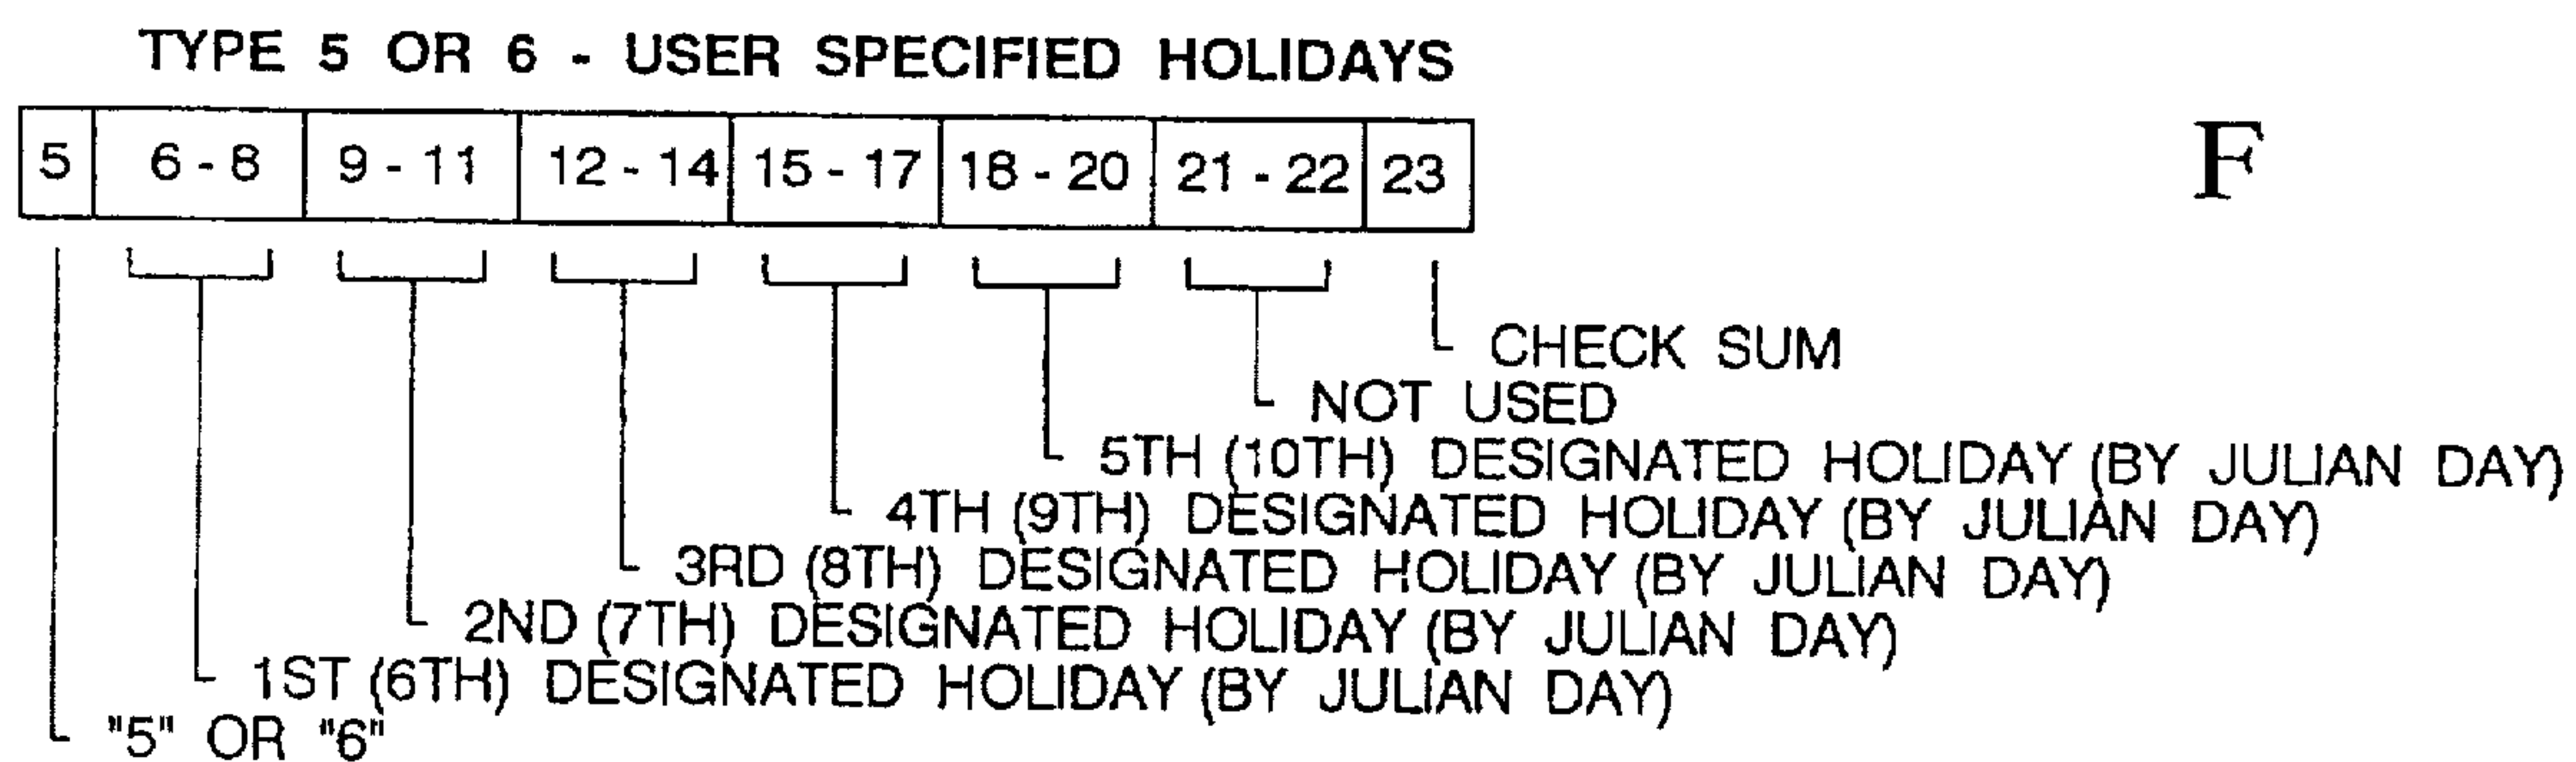 TYPE 5 OR 6 - USER SPECIFIED HOLIDAYS
5 6 - 8 9 - 11 12 - 14 15 - 17 18 - 20 21 - 22 23
F
CHECK SUM
NOT USED
5TH (10TH) DESIGNATED HOLIDAY (BY JULIAN DAY)
4TH (9TH) DESIGNATED HOLIDAY (BY JULIAN DAY)
3RD (8TH) DESIGNATED HOLIDAY (BY JULIAN DAY)
2ND (7TH) DESIGNATED HOLIDAY (BY JULIAN DAY)
1ST (6TH) DESIGNATED HOLIDAY (BY JULIAN DAY)
"5" OR "6"